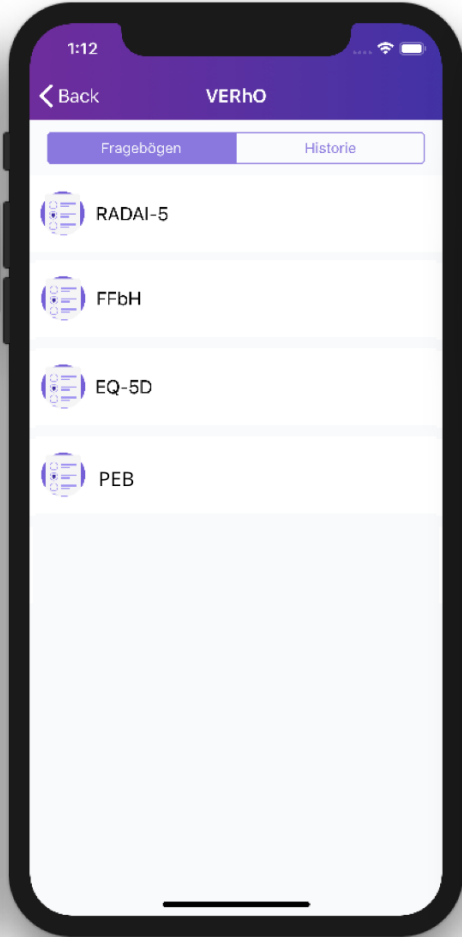 1:12
Back
VERhO
Fragebögen
Historie
RADAI-5
FFbH
EQ-5D
PEB